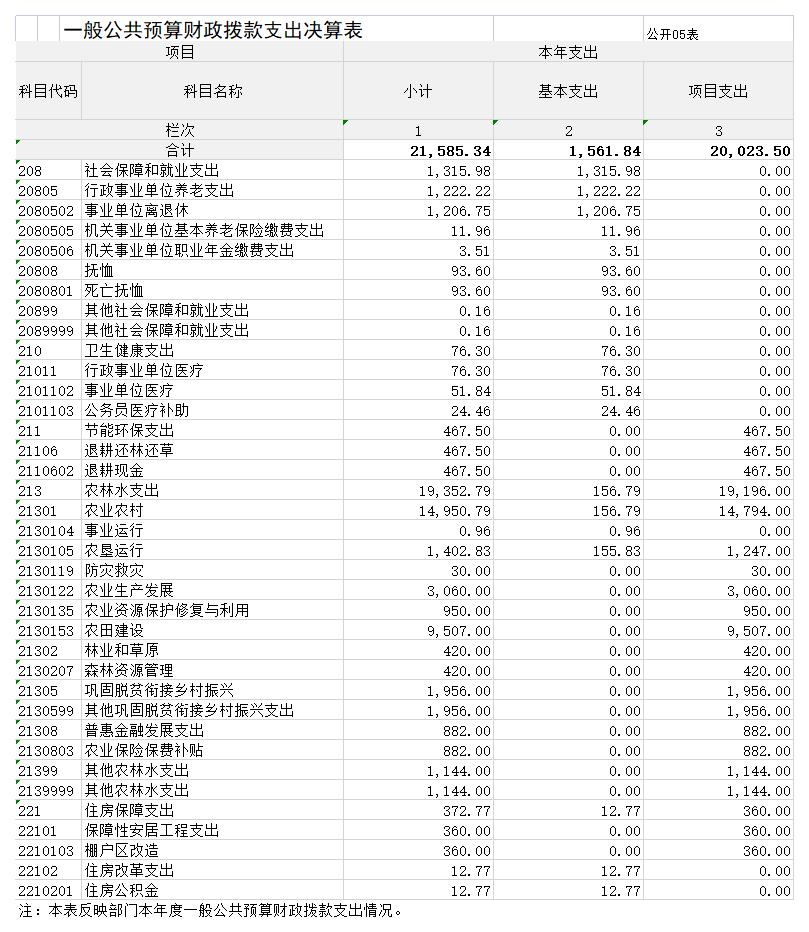 一般公共预算财政拨款支出决算表
公开05表
项目 本年支出
科目代码 科目名称 小计 基本支出 项目支出
栏次 1 2 3
合计 21,585.34 1,561.84 20,023.50
208 社会保障和就业支出 1,315.98 1,315.98 0.00
20805 行政事业单位养老支出 1,222.22 1,222.22 0.00
2080502 事业单位离退休 1,206.75 1,206.75 0.00
2080505 机关事业单位基本养老保险缴费支出 11.96 11.96 0.00
2080506 机关事业单位职业年金缴费支出 3.51 3.51 0.00
20808 抚恤 93.60 93.60 0.00
2080801 死亡抚恤 93.60 93.60 0.00
20899 其他社会保障和就业支出 0.16 0.16 0.00
2089999 其他社会保障和就业支出 0.16 0.16 0.00
210 卫生健康支出 76.30 76.30 0.00
21011 行政事业单位医疗 76.30 76.30 0.00
2101102 事业单位医疗 51.84 51.84 0.00
2101103 公务员医疗补助 24.46 24.46 0.00
211 节能环保支出 467.50 0.00 467.50
21106 退耕还林还草 467.50 0.00 467.50
2110602 退耕现金 467.50 0.00 467.50
213 农林水支出 19,352.79 156.79 19,196.00
21301 农业农村 14,950.79 156.79 14,794.00
2130104 事业运行 0.96 0.96 0.00
2130105 农垦运行 1,402.83 155.83 1,247.00
2130119 防灾救灾 30.00 0.00 30.00
2130122 农业生产发展 3,060.00 0.00 3,060.00
2130135 农业资源保护修复与利用 950.00 0.00 950.00
2130153 农田建设 9,507.00 0.00 9,507.00
21302 林业和草原 420.00 0.00 420.00
2130207 森林资源管理 420.00 0.00 420.00
21305 巩固脱贫衔接乡村振兴 1,956.00 0.00 1,956.00
2130599 其他巩固脱贫衔接乡村振兴支出 1,956.00 0.00 1,956.00
21308 普惠金融发展支出 882.00 0.00 882.00
2130803 农业保险保费补贴 882.00 0.00 882.00
21399 其他农林水支出 1,144.00 0.00 1,144.00
2139999 其他农林水支出 1,144.00 0.00 1,144.00
221 住房保障支出 372.77 12.77 360.00
22101 保障性安居工程支出 360.00 0.00 360.00
2210103 棚户区改造 360.00 0.00 360.00
22102 住房改革支出 12.77 12.77 0.00
2210201 住房公积金 12.77 12.77 0.00
注：本表反映部门本年度一般公共预算财政拨款支出情况。